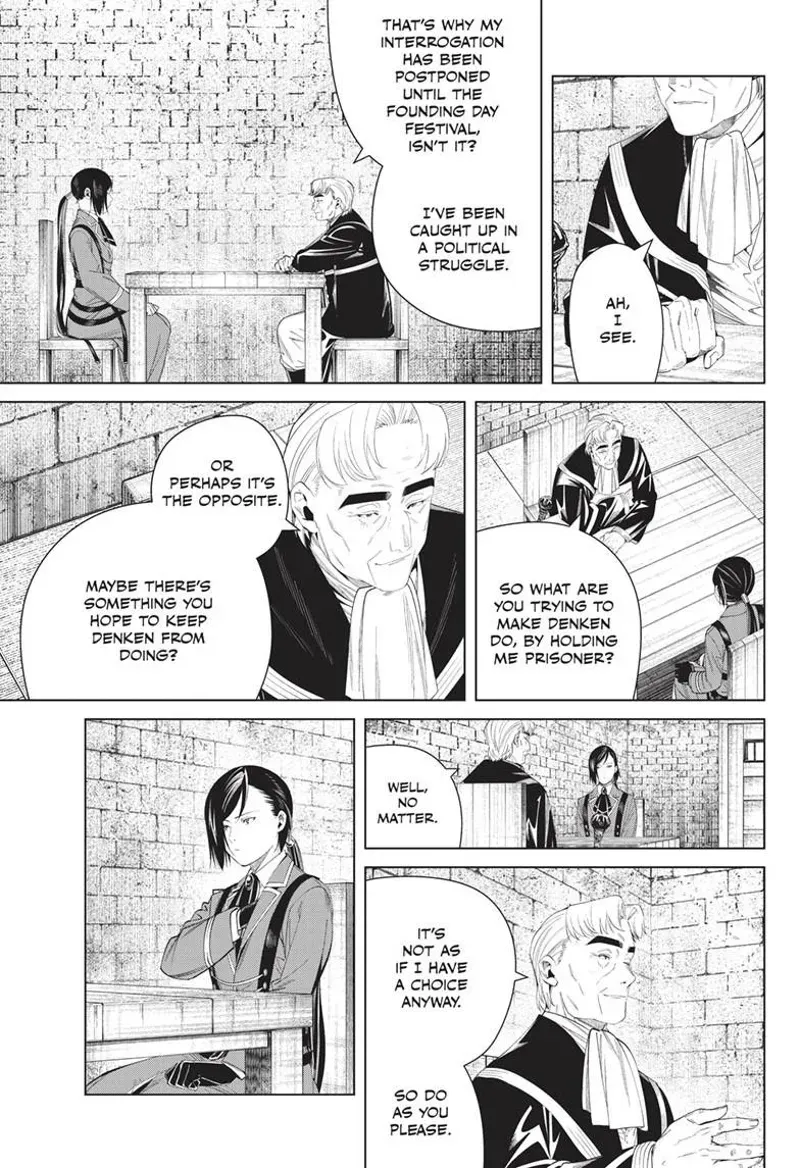 AH,
I
SEE.
THAT'S WHY MY
INTERROGATION
HAS BEEN
POSTPONED
UNTIL THE
FOUNDING DAY
FESTIVAL,
ISN'T IT?
I'VE BEEN
CAUGHT UP IN
A POLITICAL
STRUGGLE.
SO WHAT ARE
YOU TRYING TO
MAKE DENKEN
DO, BY HOLDING
ME PRISONER?
OR
PERHAPS IT'S
THE OPPOSITE.
MAYBE THERE'S
SOMETHING YOU
HOPE TO KEEP
DENKEN FROM
DOING?
WELL,
NO
MATTER.
IT'S
NOT AS
IF I HAVE
A CHOICE
ANYWAY.
SO DO
AS YOU
PLEASE.